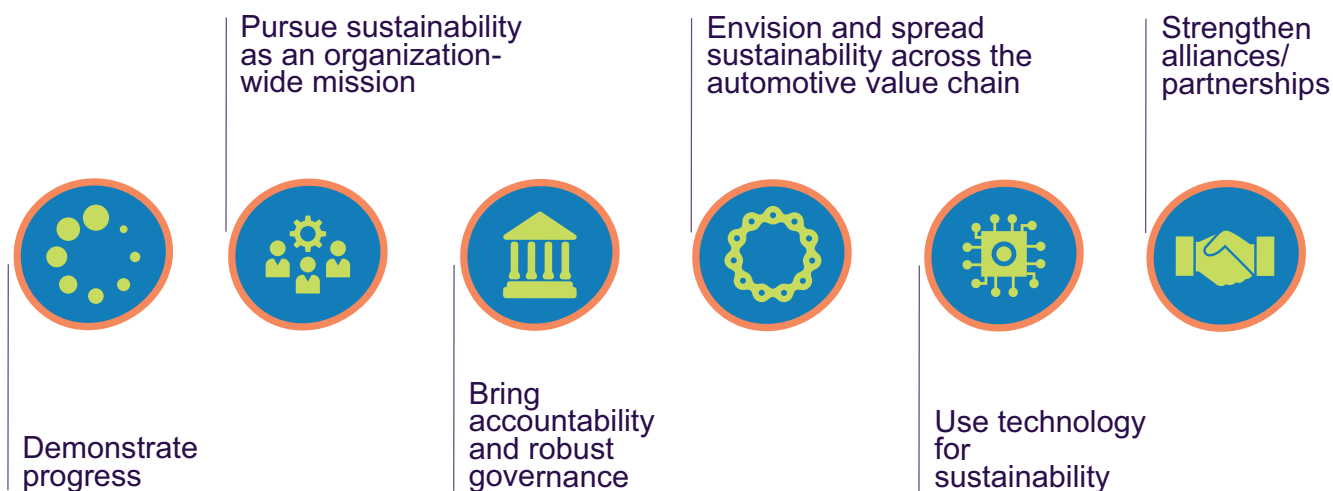 Pursue sustainability
as an organization-
wide mission
Envision and spread
sustainability across the
automotive value chain
Strengthen
alliances/
partnerships
Demonstrate
progress
Bring
accountability
and robust
governance
Use technology
for
sustainability